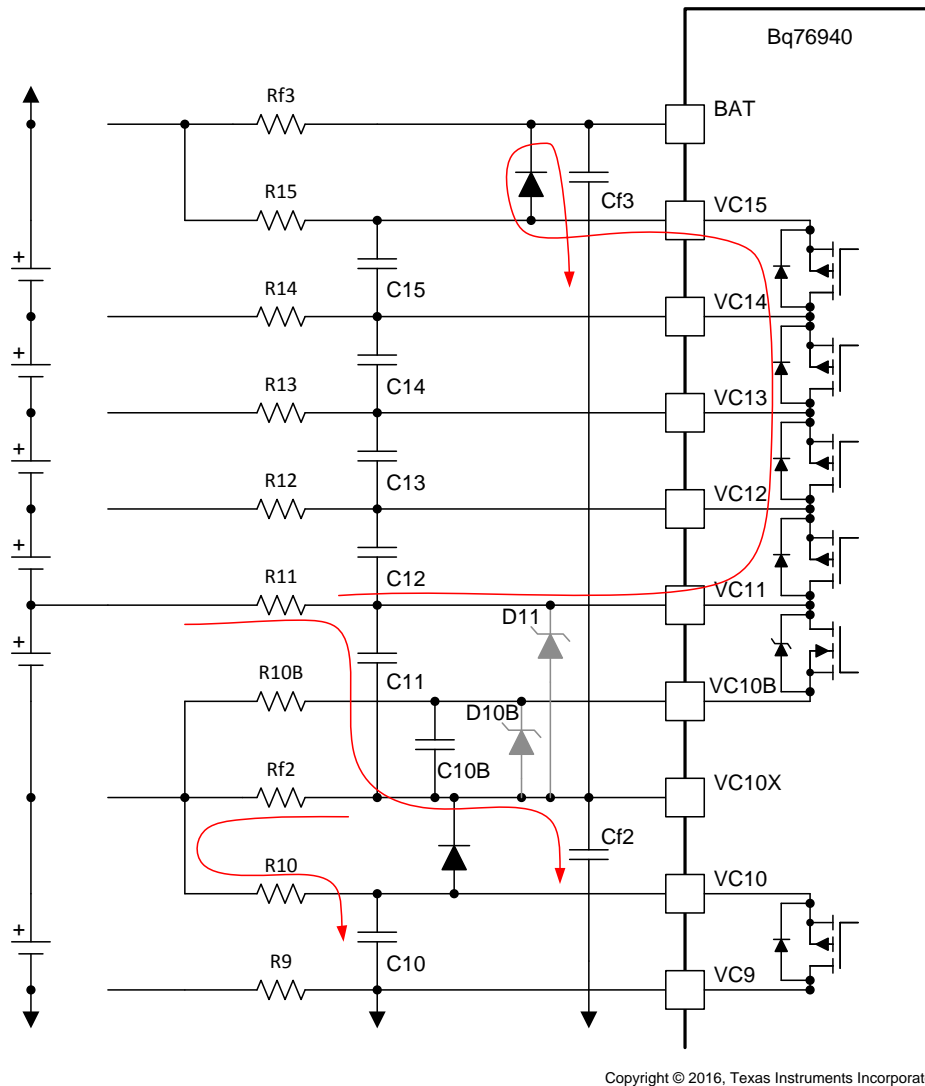 Bq76940
Rf3
BAT
R15
Cf3
VC15
+
C15
R14
VC14
+
C14
R13
VC13
+
C13
R12
VC12
+
C12
R11
VC11
D11
+
C11
R10B
VC10B
D10B
C10B
Rf2
VC10X
Cf2
R10
VC10
+
C10
R9
VC9
Copyright © 2016, Texas Instruments Incorporat